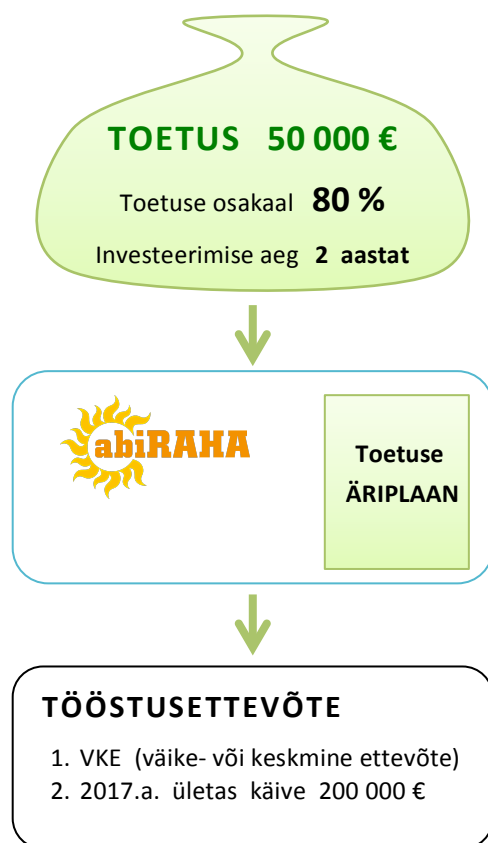 TOETUS 50 000 €
Toetuse osakaal 80 %
Investeerimise aeg 2 aastat
abiRAHA
Toetuse
ÄRIPLAAN
TÖÖSTUSETTEVÕTE
1. VKE (väike- või keskmine ettevõte)
2. 2017.a. ületas käive 200 000 €